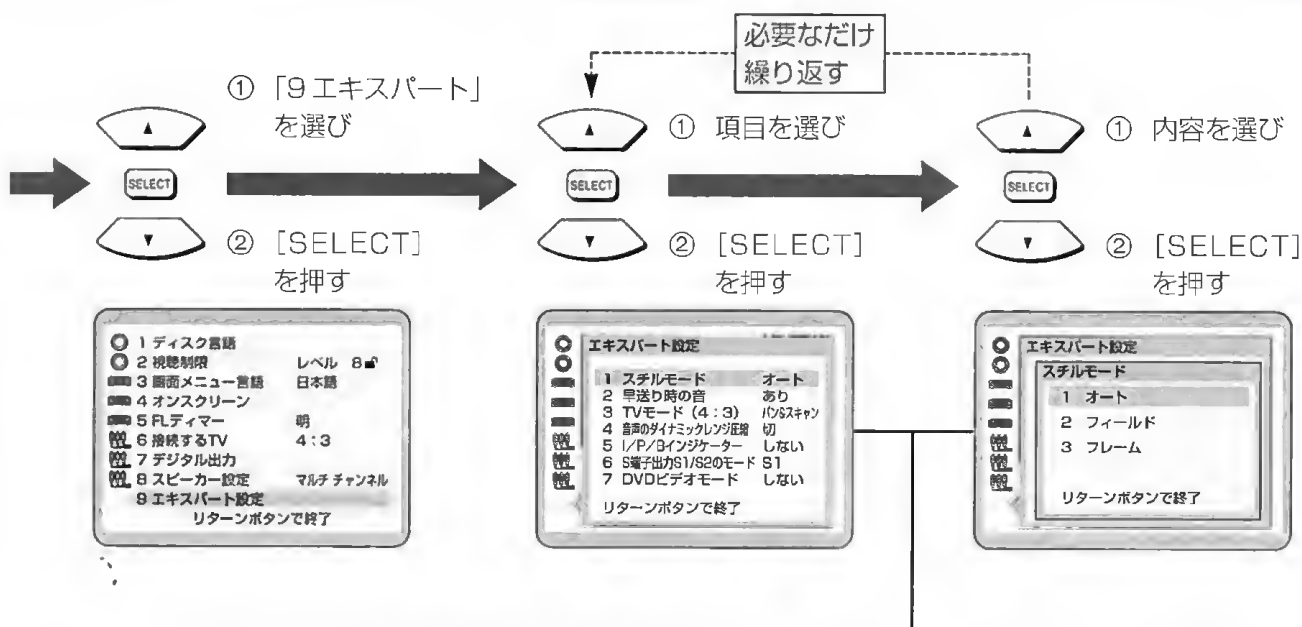 必要なだけ
繰り返す
① 「9エキスパート」
を選び
SELECT
② [SELECT]
を押す
① 項目を選び
SELECT
② [SELECT]
を押す
① 内容を選び
SELECT
② [SELECT]
を押す
1 ディスク言語
2 視聴制限 レベル 8
3 画面メニュー言語 日本語
4 オンスクリーン
5 FLディマー 明
6 接続するTV 4:3
7 デジタル出力
8 スピーカー設定 マルチ チャンネル
9 エキスパート設定
リターンボタンで終了
エキスパート設定
1 スチルモード オート
2 早送り時の音 あり
3 TVモード (4:3) パン&スキャン
4 音声のダイナミックレンジ圧縮 切
5 I/P/Bインジケーター しない
6 S端子出力S1/S2のモード S1
7 DVDビデオモード しない
リターンボタンで終了
エキスパート設定
スチルモード
1 オート
2 フィールド
3 フレーム
リターンボタンで終了